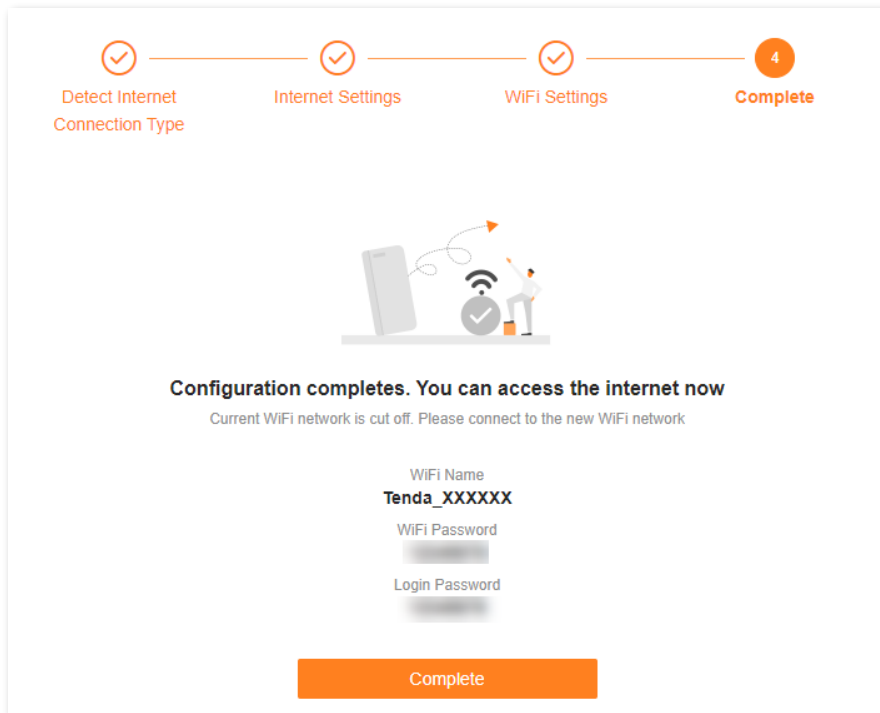 4
Detect Internet
Connection Type
Internet Settings
WiFi Settings
Complete
Configuration completes. You can access the internet now
Current WiFi network is cut off. Please connect to the new WiFi network
WiFi Name
Tenda_XXXXXX
WiFi Password
Login Password
Complete